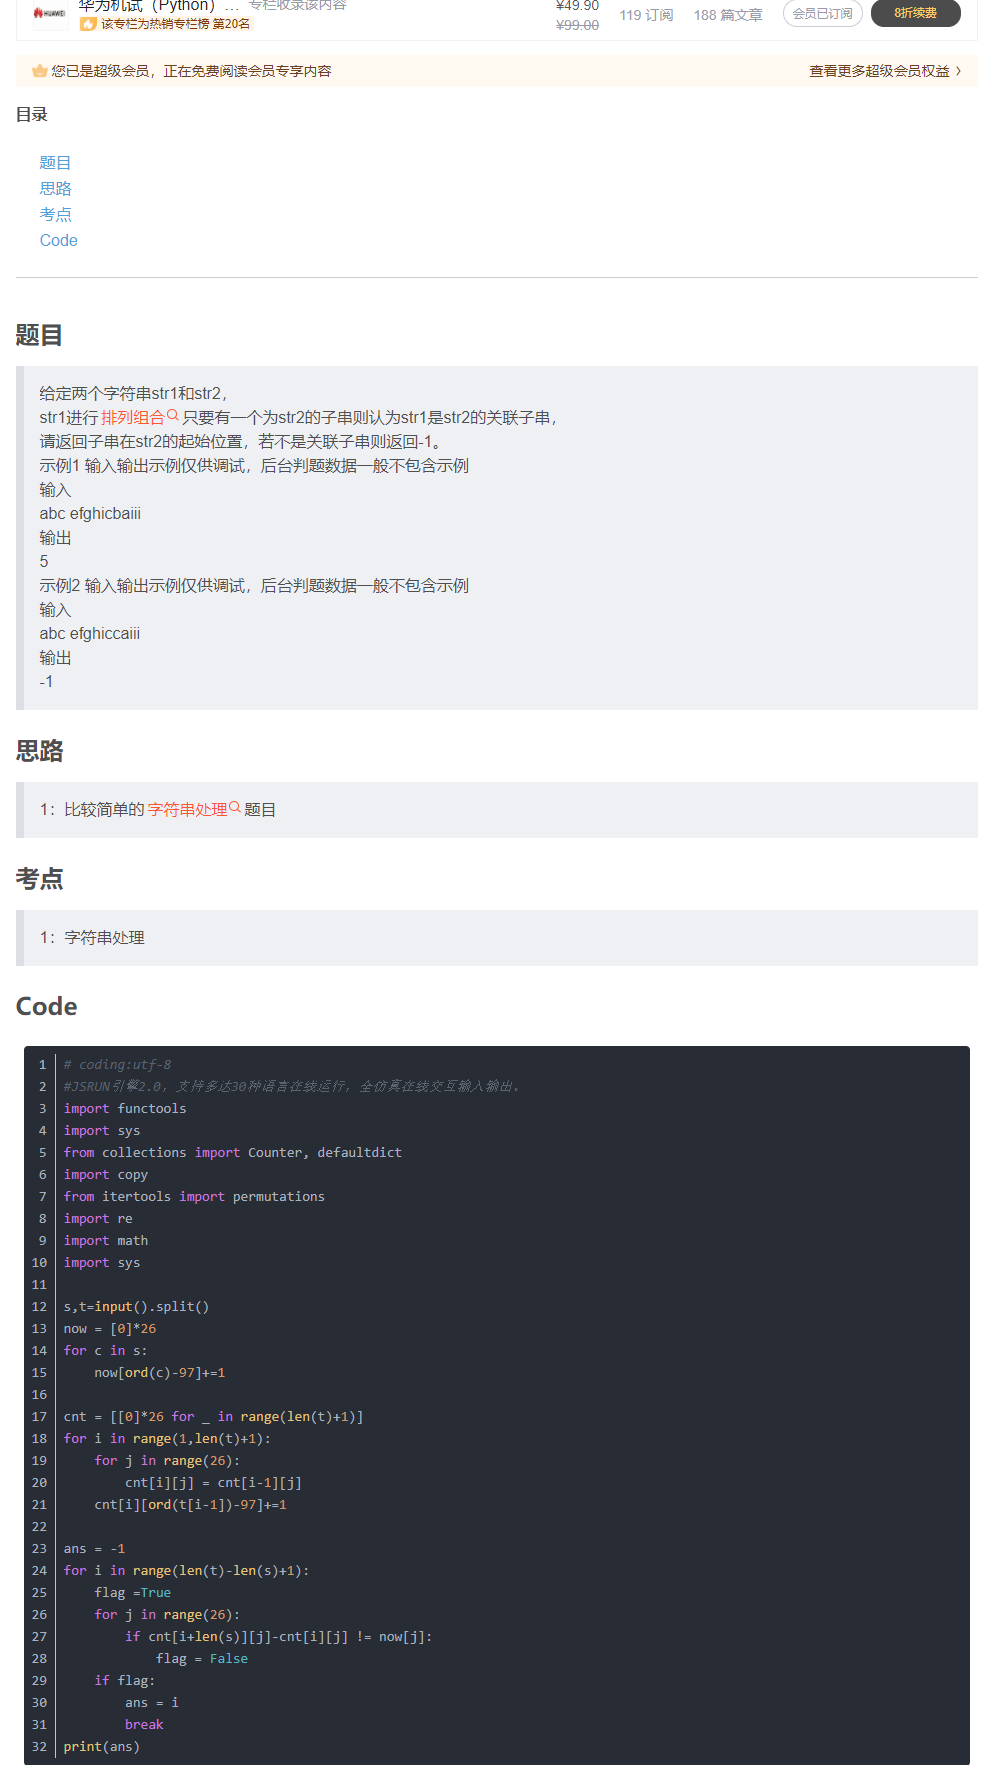 HUAWEI
华为机试（Python）... 专栏收录该内容
该专栏为热销专栏榜 第20名
¥49.90
¥99.00
119 订阅
188 篇文章
会员已订阅
8折续费
您已是超级会员，正在免费阅读会员专享内容
查看更多超级会员权益 >
目录
题目
思路
考点
Code
题目
给定两个字符串str1和str2，
str1进行 排列组合 只要有一个为str2的子串则认为str1是str2的关联子串，
请返回子串在str2的起始位置，若不是关联子串则返回-1。
示例1 输入输出示例仅供调试，后台判题数据一般不包含示例
输入
abc efghicbaiii
输出
5
示例2 输入输出示例仅供调试，后台判题数据一般不包含示例
输入
abc efghiccaiii
输出
-1
思路
1：比较简单的 字符串处理 题目
考点
1：字符串处理
Code
1 # coding:utf-8
2 #JSRUN引擎2.0，支持多达30种语言在线运行，全仿真在线交互输入输出。
3 import functools
4 import sys
5 from collections import Counter, defaultdict
6 import copy
7 from itertools import permutations
8 import re
9 import math
10 import sys
11
12 s,t=input().split()
13 now = [0]*26
14 for c in s:
15     now[ord(c)-97]+=1
16
17 cnt = [[0]*26 for _ in range(len(t)+1)]
18 for i in range(1,len(t)+1):
19     for j in range(26):
20         cnt[i][j] = cnt[i-1][j]
21     cnt[i][ord(t[i-1])-97]+=1
22
23 ans = -1
24 for i in range(len(t)-len(s)+1):
25     flag =True
26     for j in range(26):
27         if cnt[i+len(s)][j]-cnt[i][j] != now[j]:
28             flag = False
29     if flag:
30         ans = i
31         break
32 print(ans)